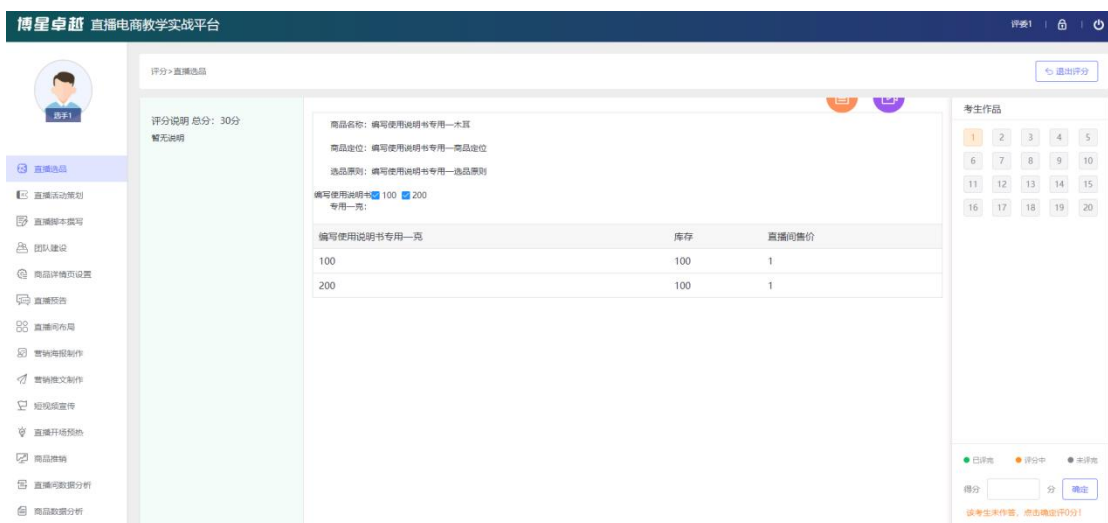 博星卓越 直播电商教学实战平台
评委1
选手1
评分>直播选品
退出评分
直播选品
直播活动策划
直播脚本撰写
团队建设
商品详情页设置
直播预告
直播间布局
营销海报制作
营销推文制作
短视频宣传
直播开场预热
商品推销
直播间数据分析
商品数据分析
评分说明 总分：30分
暂无说明
商品名称：编写使用说明书专用—木耳
商品定位：编写使用说明书专用—商品定位
选品原则：编写使用说明书专用—选品原则
编写使用说明书 100 200
专用—克：
编写使用说明书专用—克 库存 直播间售价
100 100 1
200 100 1
考生作品
1 2 3 4 5
6 7 8 9 10
11 12 13 14 15
16 17 18 19 20
已评完 评分中 未评完
得分 分 确定
该考生未作答，点击确定评0分！